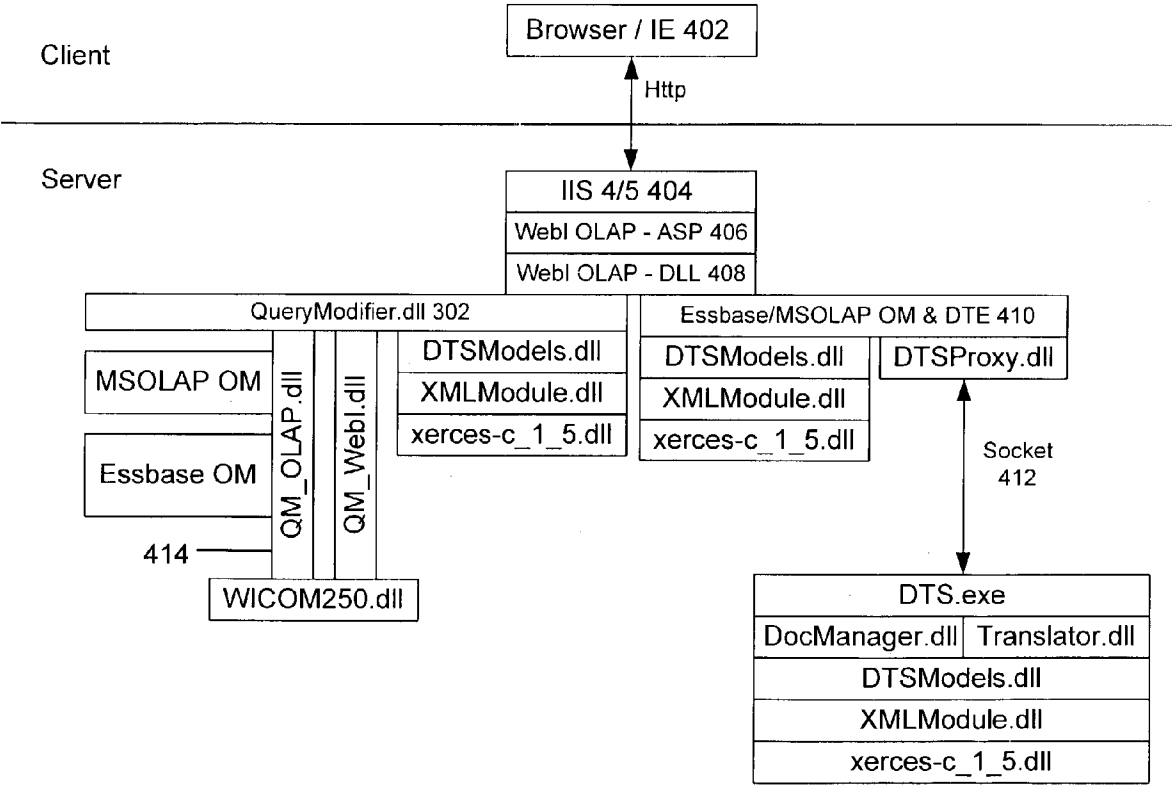 Browser / IE 402
Client
Http
Server
IIS 4/5 404
WebI OLAP - ASP 406
WebI OLAP - DLL 408
QueryModifier.dll 302
Essbase/MSOLAP OM & DTE 410
DTSModels.dll
DTSModels.dll
DTSProxy.dll
MSOLAP OM
XMLModule.dll
XMLModule.dll
xerces-c_1_5.dll
xerces-c_1_5.dll
QM_OLAP.dll
QM_WebI.dll
Essbase OM
Socket
412
414
WICOM250.dll
DTS.exe
DocManager.dll
Translator.dll
DTSModels.dll
XMLModule.dll
xerces-c_1_5.dll